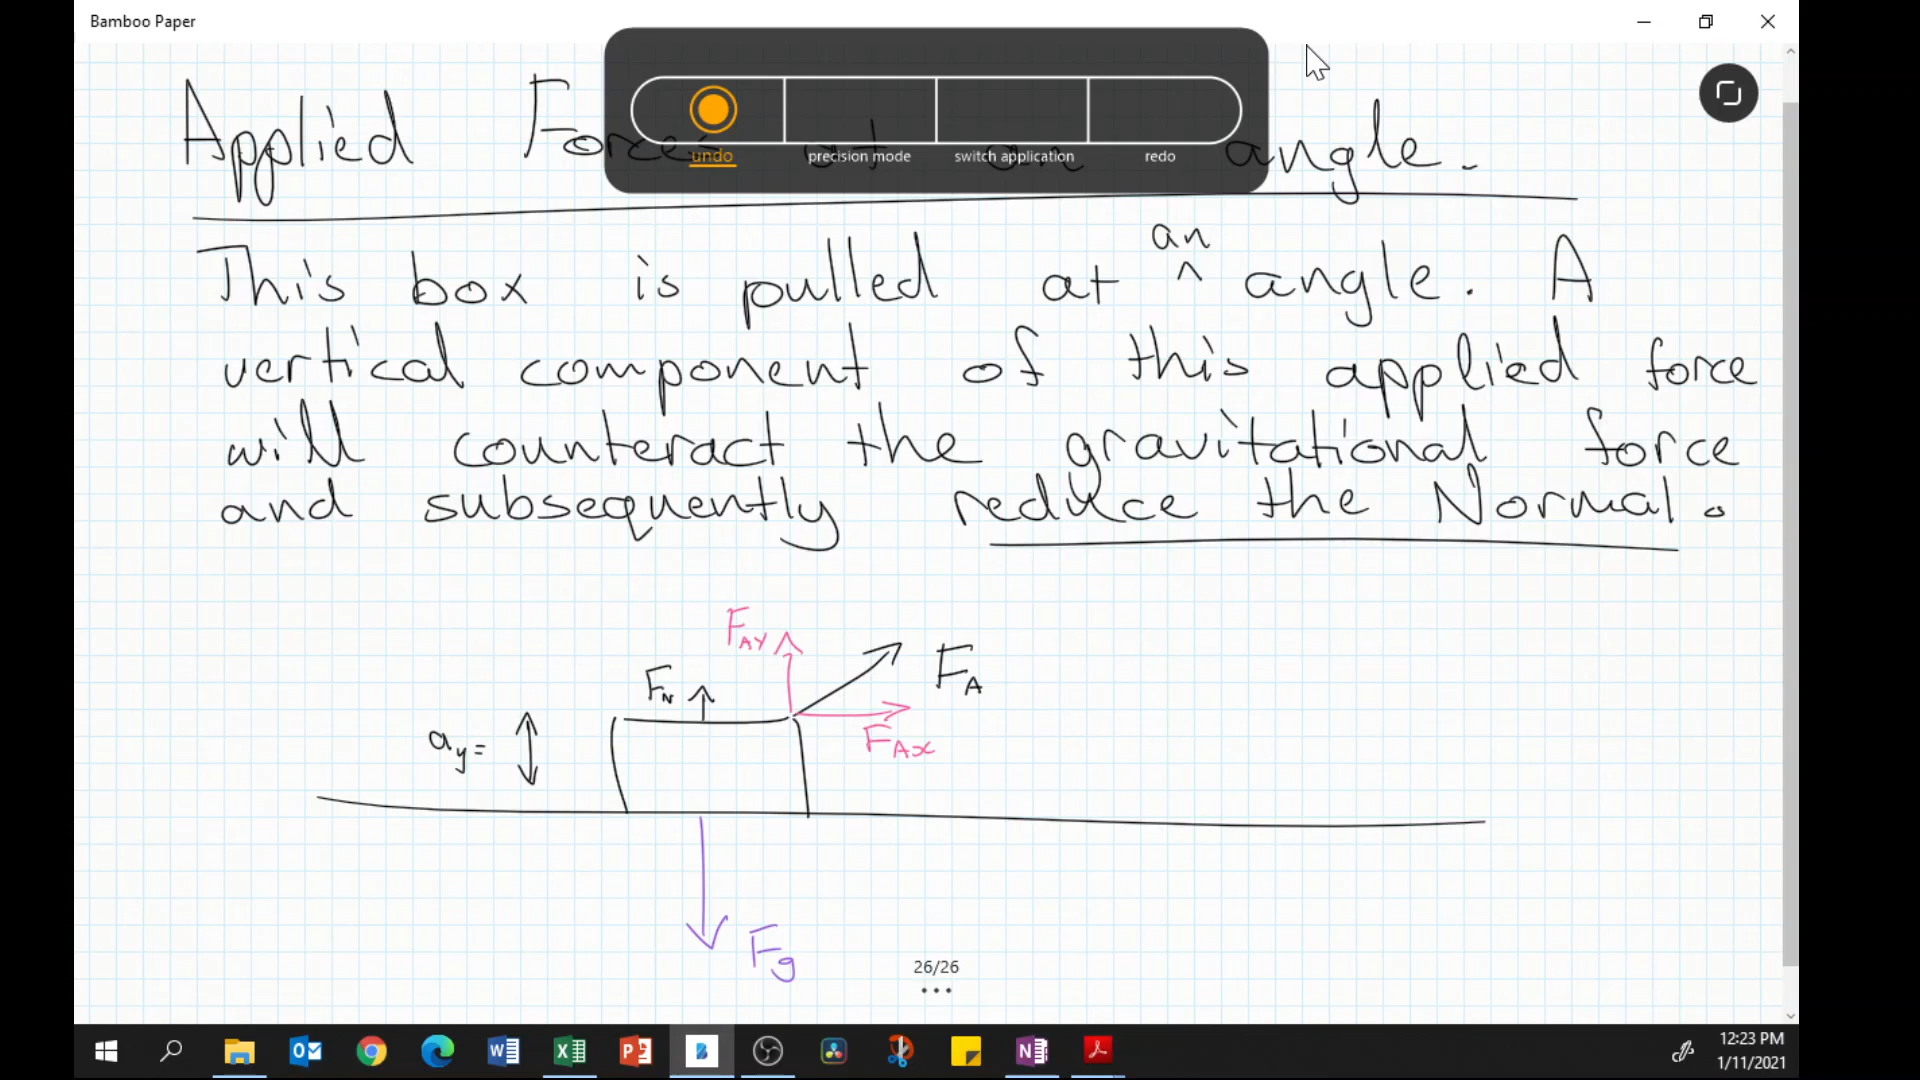 Bamboo Paper
Applied Forces at an angle.
undo
precision mode
switch application
redo
an
This box is pulled at ^ angle. A
vertical component of this applied force
will counteract the gravitational force
and subsequently reduce the Normal.
FAY
FN
FA
FAx
ay=
Fg
26/26
12:23 PM
1/11/2021